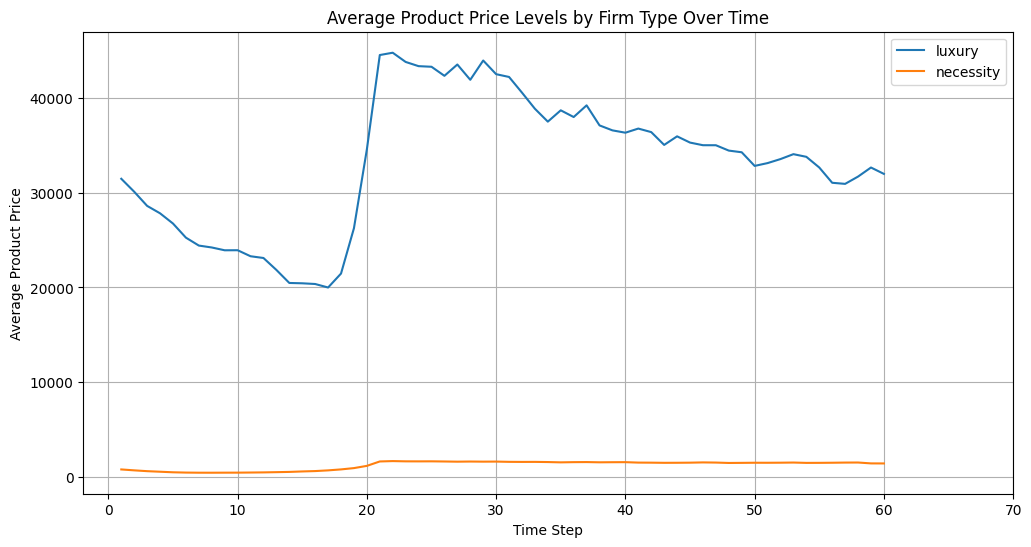 Average Product Price Levels by Firm Type Over Time
luxury
necessity
Average Product Price
40000
30000
20000
10000
0
0 10 20 30 40 50 60 70
Time Step